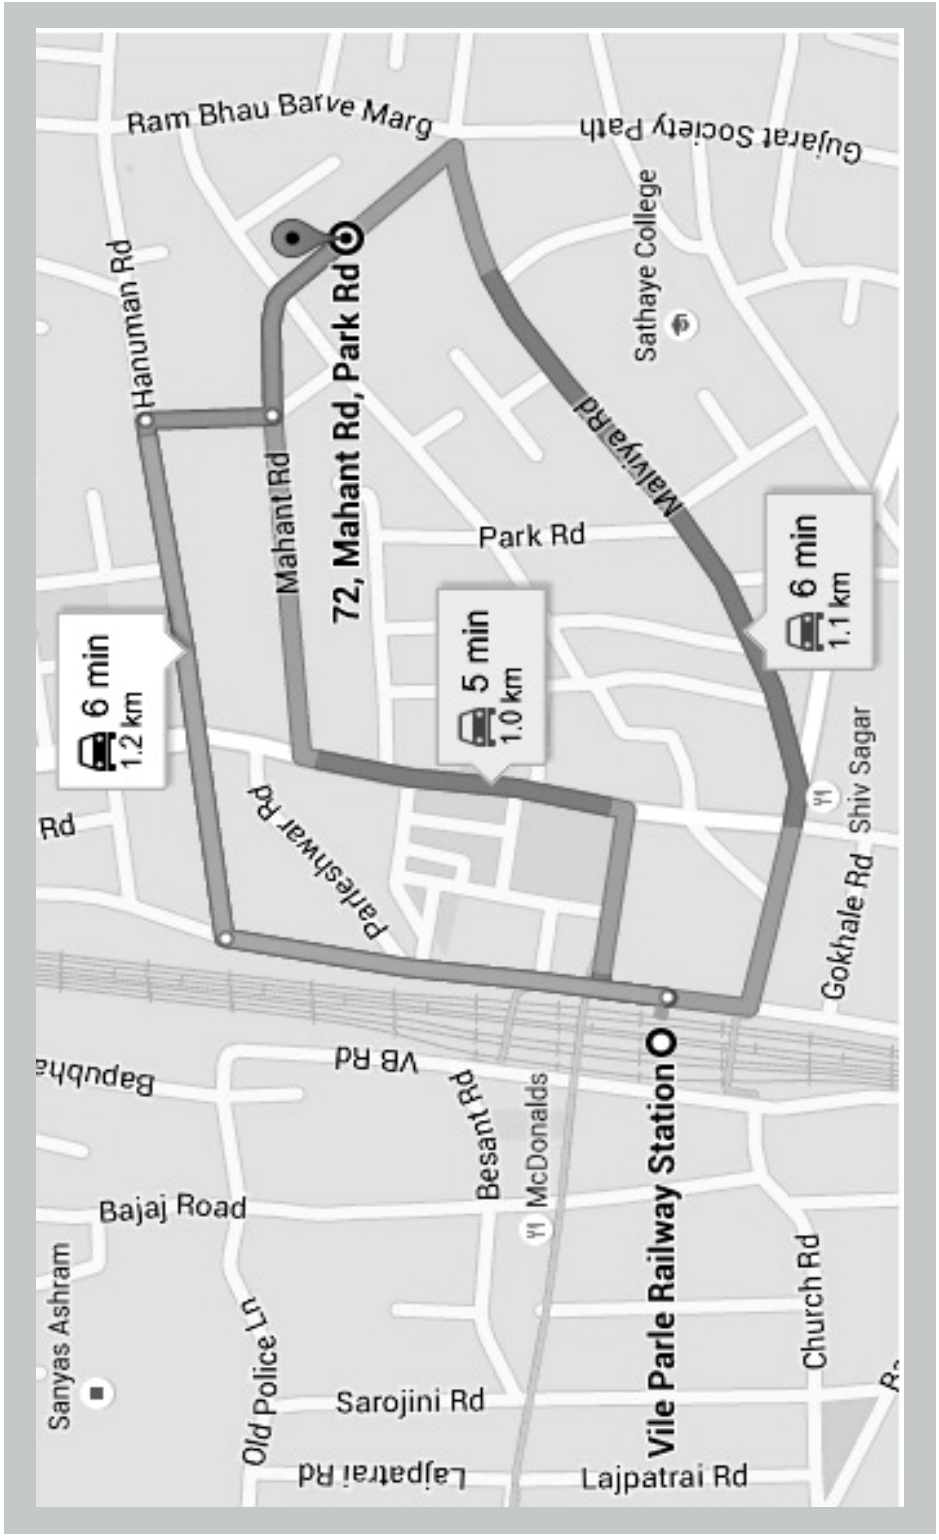 Ram Bhau Barve Marg
Gujarat Society Path
Hanuman Rd
Sathaye College
72, Mahant Rd, Park Rd
Mahant Rd
Malviya Rd
Park Rd
6 min
1.2 km
5 min
1.0 km
6 min
1.1 km
Rd
Parleshwar Rd
Shiv Sagar
Gokhale Rd
VB Rd
Bapubha
Besant Rd
McDonalds
Vile Parle Railway Station
Bajaj Road
Sanyas Ashram
Old Police Ln
Church Rd
Sarojini Rd
Lajpatrai Rd
Lajpatrai Rd